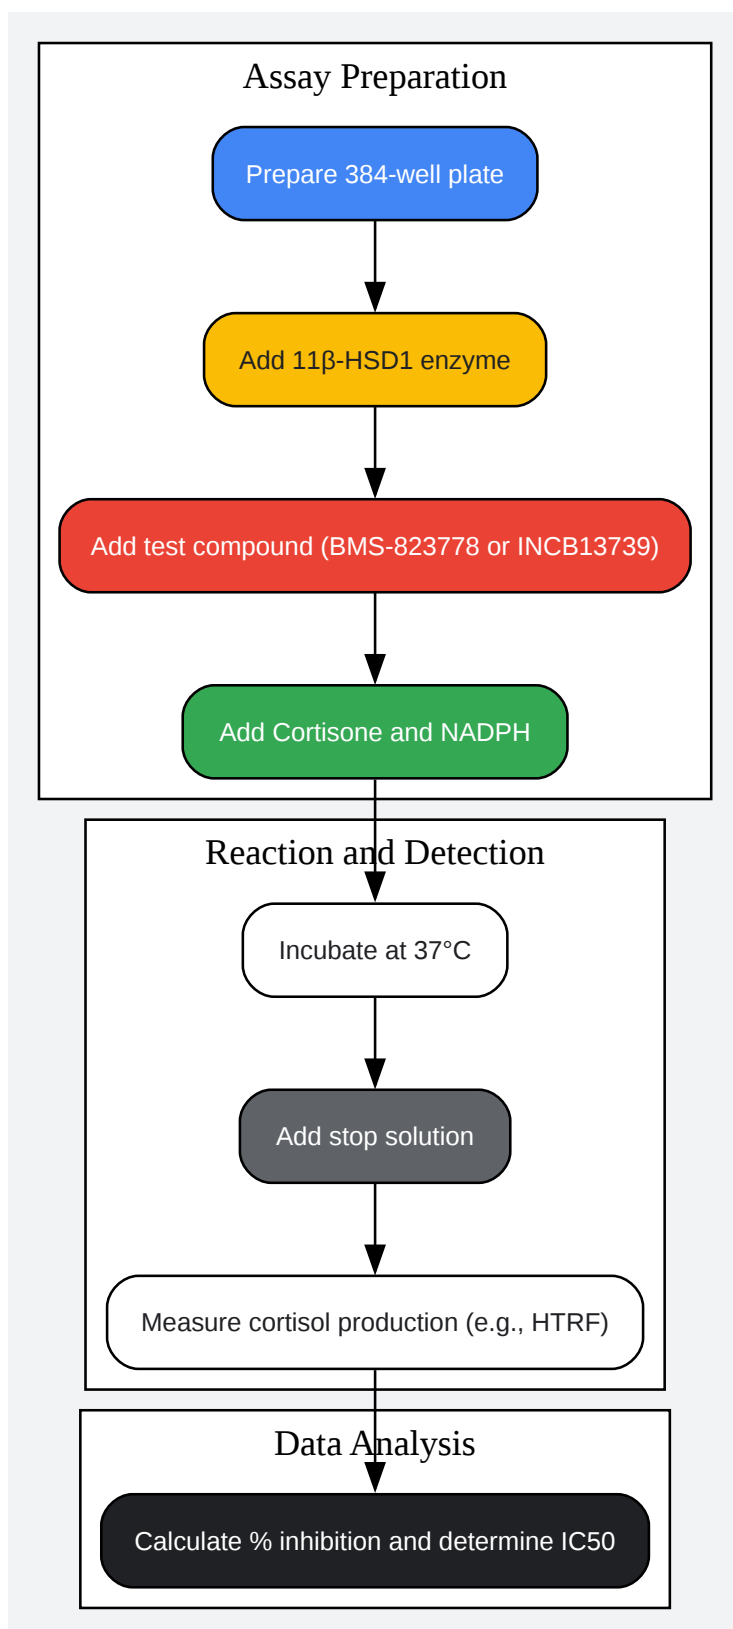 Assay Preparation
Prepare 384-well plate
Add 11β-HSD1 enzyme
Add test compound (BMS-823778 or INCB13739)
Add Cortisone and NADPH
Reaction and Detection
Incubate at 37°C
Add stop solution
Measure cortisol production (e.g., HTRF)
Data Analysis
Calculate % inhibition and determine IC50